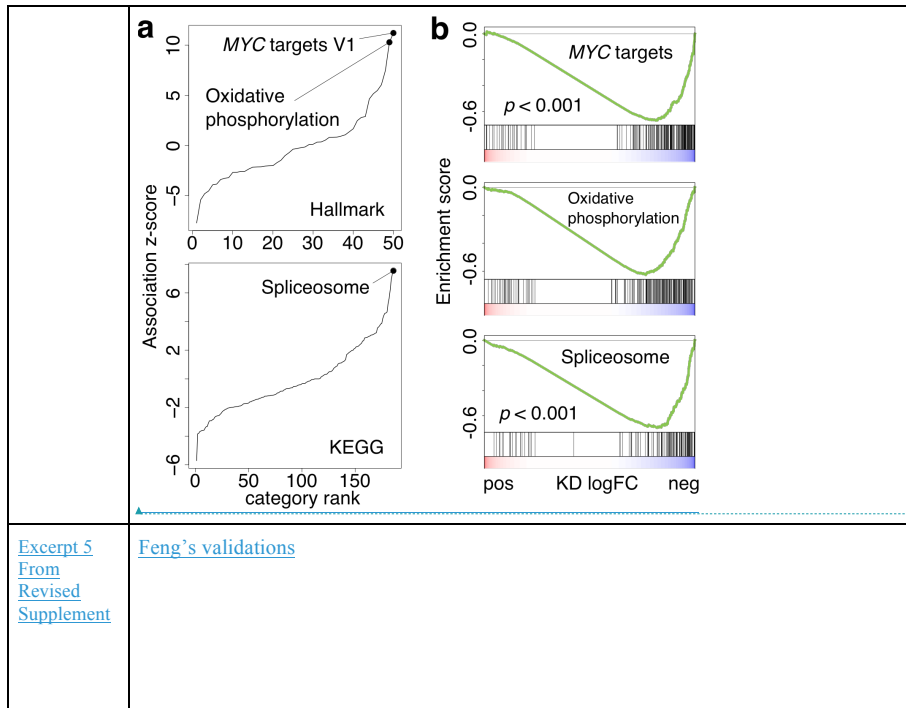 a
Association z-score
10
5
0
−5
MYC targets V1
Oxidative
phosphorylation
Hallmark
0 10 20 30 40 50
6
2
−2
−6
Spliceosome
KEGG
0 50 100 150
category rank
b
Enrichment score
0.0
-0.6
MYC targets
p < 0.001
0.0
-0.6
Oxidative
phosphorylation
0.0
-0.6
Spliceosome
p < 0.001
pos KD logFC neg
Excerpt 5
From
Revised
Supplement
Feng’s validations